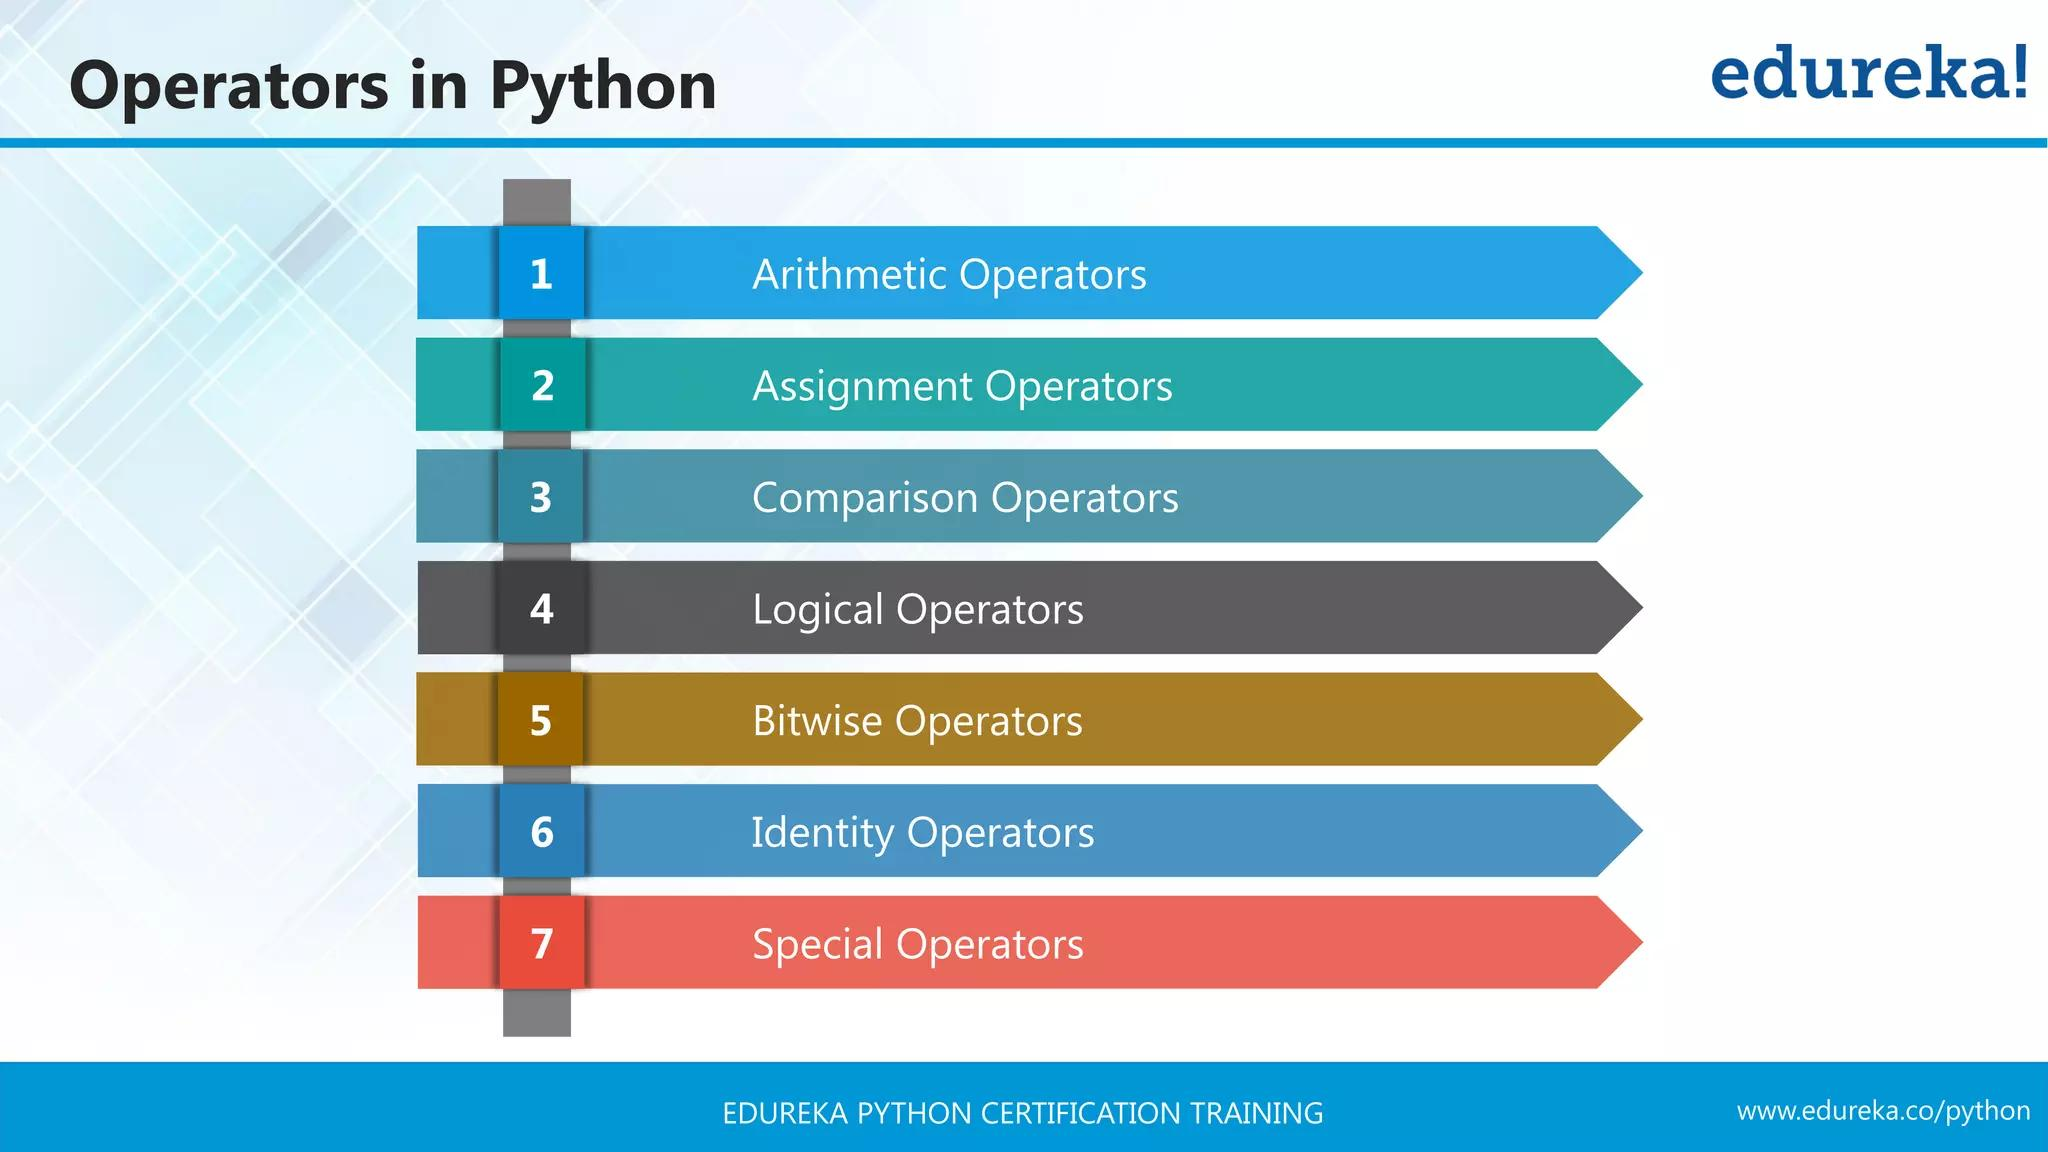 Operators in Python
edureka!
1 Arithmetic Operators
2 Assignment Operators
3 Comparison Operators
4 Logical Operators
5 Bitwise Operators
6 Identity Operators
7 Special Operators
EDUREKA PYTHON CERTIFICATION TRAINING
www.edureka.co/python